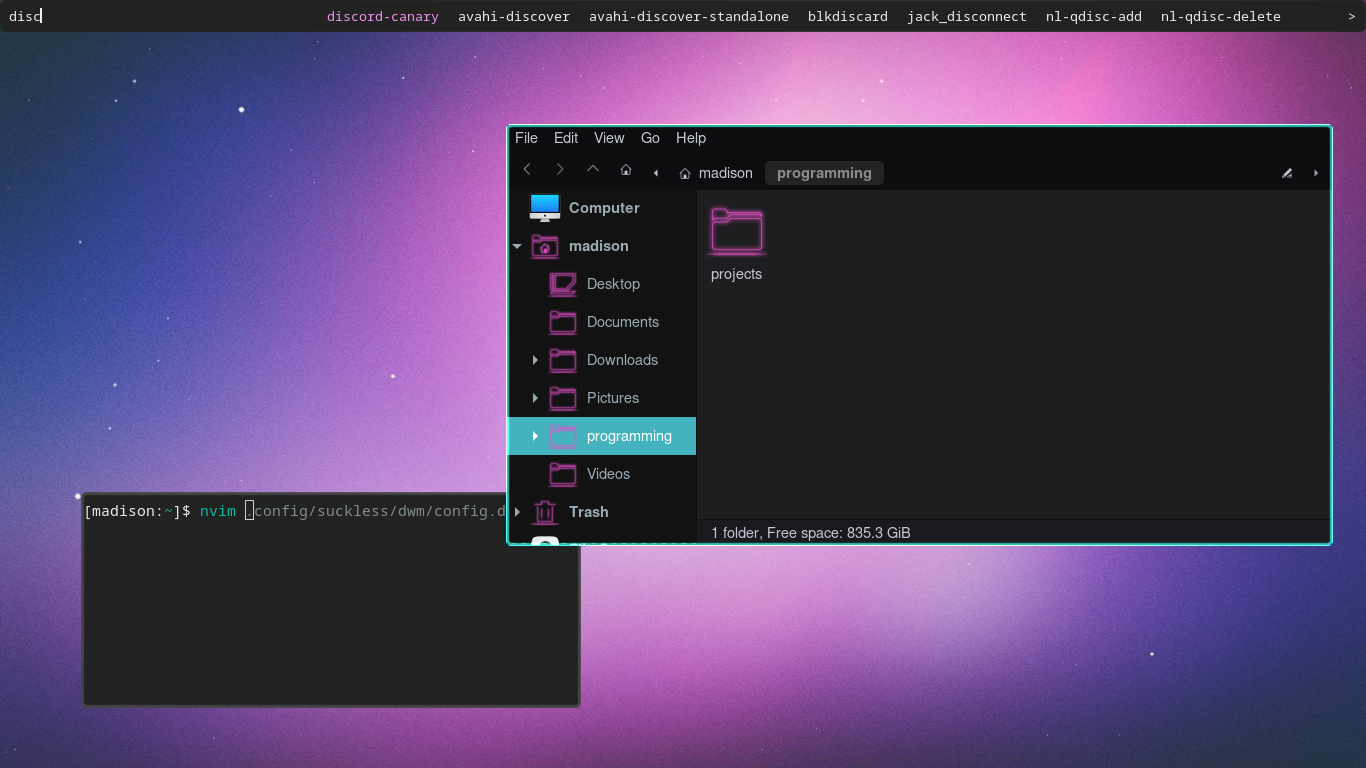 disc discord-canary avahi-discover avahi-discover-standalone blkdiscard jack_disconnect nl-qdisc-add nl-qdisc-delete >
File Edit View Go Help
madison programming
Computer
madison
Desktop
Documents
Downloads
Pictures
programming
Videos
Trash
projects
1 folder, Free space: 835.3 GiB
[madison:~]$ nvim .config/suckless/dwm/config.d